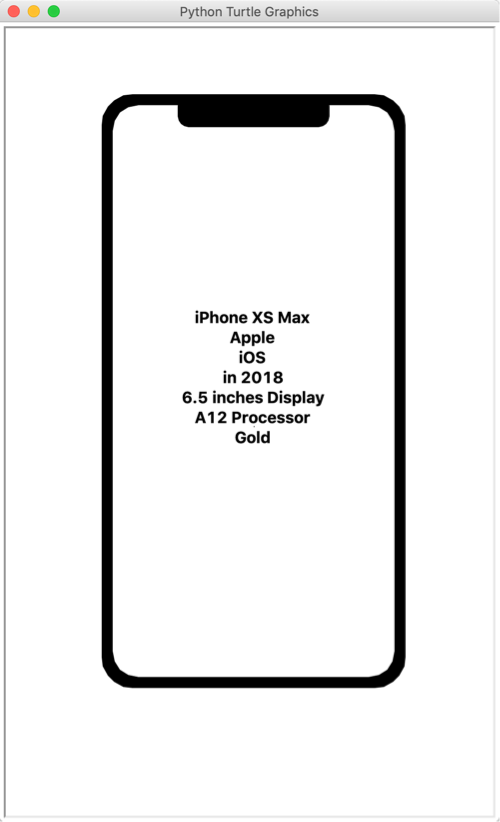 Python Turtle Graphics
iPhone XS Max
Apple
iOS
in 2018
6.5 inches Display
A12 Processor
Gold